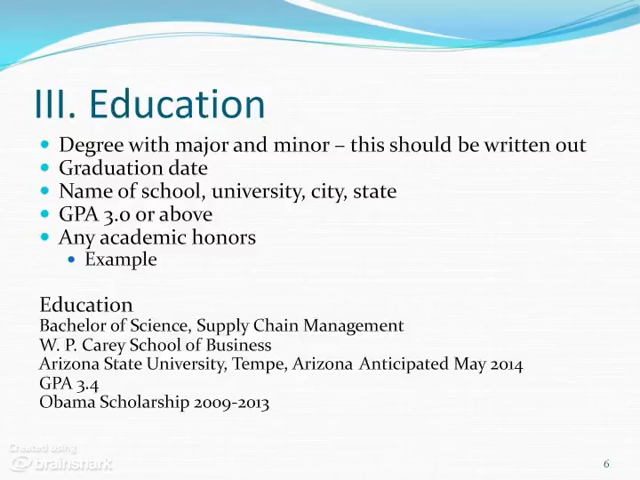 III. Education
Degree with major and minor – this should be written out
Graduation date
Name of school, university, city, state
GPA 3.0 or above
Any academic honors
Example
Education
Bachelor of Science, Supply Chain Management
W. P. Carey School of Business
Arizona State University, Tempe, Arizona Anticipated May 2014
GPA 3.4
Obama Scholarship 2009-2013
Created using
brainshark
6